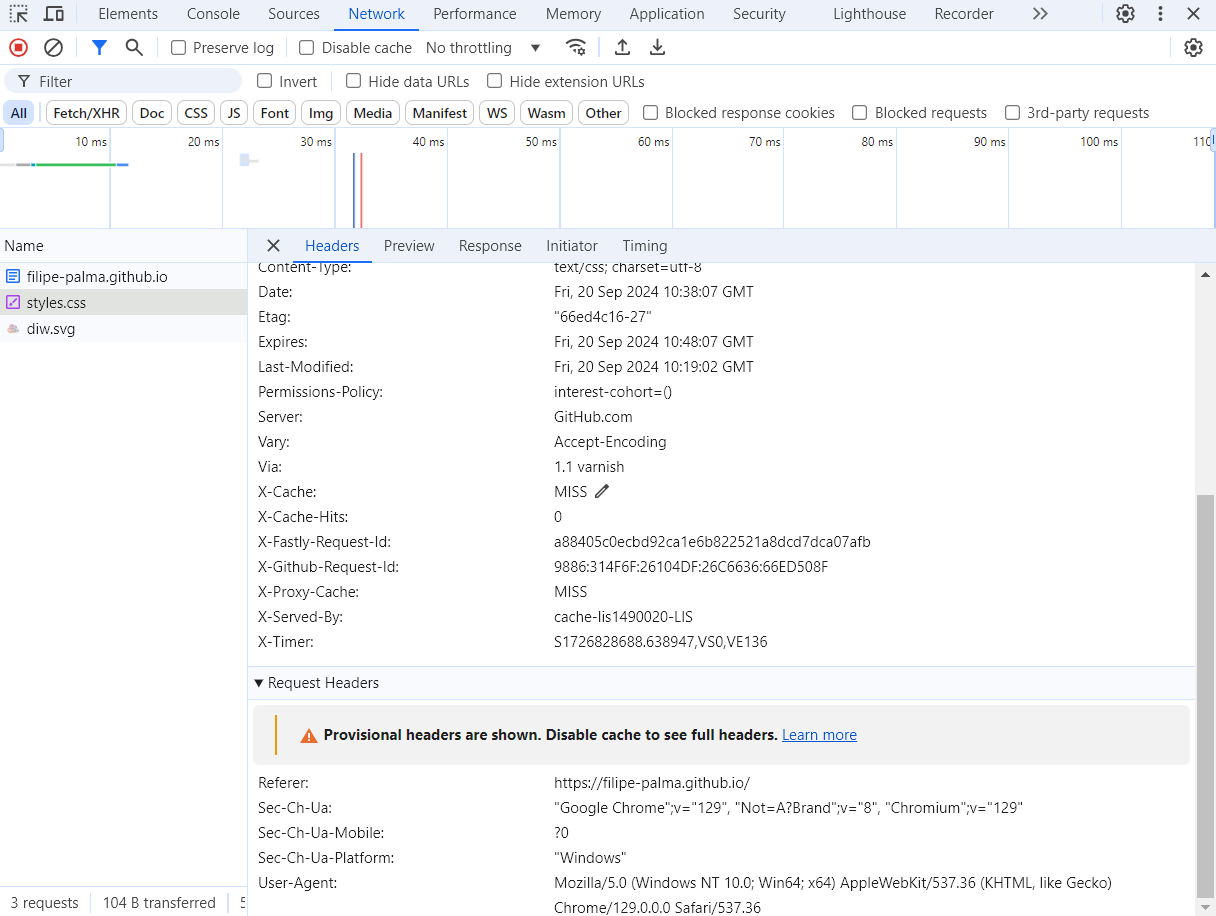 Elements Console Sources Network Performance Memory Application Security Lighthouse Recorder
Preserve log Disable cache No throttling
Filter Invert Hide data URLs Hide extension URLs
All Fetch/XHR Doc CSS JS Font Img Media Manifest WS Wasm Other Blocked response cookies Blocked requests 3rd-party requests
10 ms 20 ms 30 ms 40 ms 50 ms 60 ms 70 ms 80 ms 90 ms 100 ms 110
Name
filipe-palma.github.io
styles.css
diw.svg
3 requests 104 B transferred 5
Headers Preview Response Initiator Timing
Content-Type: text/css; charset=utf-8
Date: Fri, 20 Sep 2024 10:38:07 GMT
Etag: "66ed4c16-27"
Expires: Fri, 20 Sep 2024 10:48:07 GMT
Last-Modified: Fri, 20 Sep 2024 10:19:02 GMT
Permissions-Policy: interest-cohort=()
Server: GitHub.com
Vary: Accept-Encoding
Via: 1.1 varnish
X-Cache: MISS
X-Cache-Hits: 0
X-Fastly-Request-Id: a88405c0ecbd92ca1e6b822521a8dcd7dca07afb
X-Github-Request-Id: 9886:314F6F:26104DF:26C6636:66ED508F
X-Proxy-Cache: MISS
X-Served-By: cache-lis1490020-LIS
X-Timer: S1726828688.638947,VS0,VE136
Request Headers
Provisional headers are shown. Disable cache to see full headers. Learn more
Referer: https://filipe-palma.github.io/
Sec-Ch-Ua: "Google Chrome";v="129", "Not=A?Brand";v="8", "Chromium";v="129"
Sec-Ch-Ua-Mobile: ?0
Sec-Ch-Ua-Platform: "Windows"
User-Agent: Mozilla/5.0 (Windows NT 10.0; Win64; x64) AppleWebKit/537.36 (KHTML, like Gecko)
Chrome/129.0.0.0 Safari/537.36